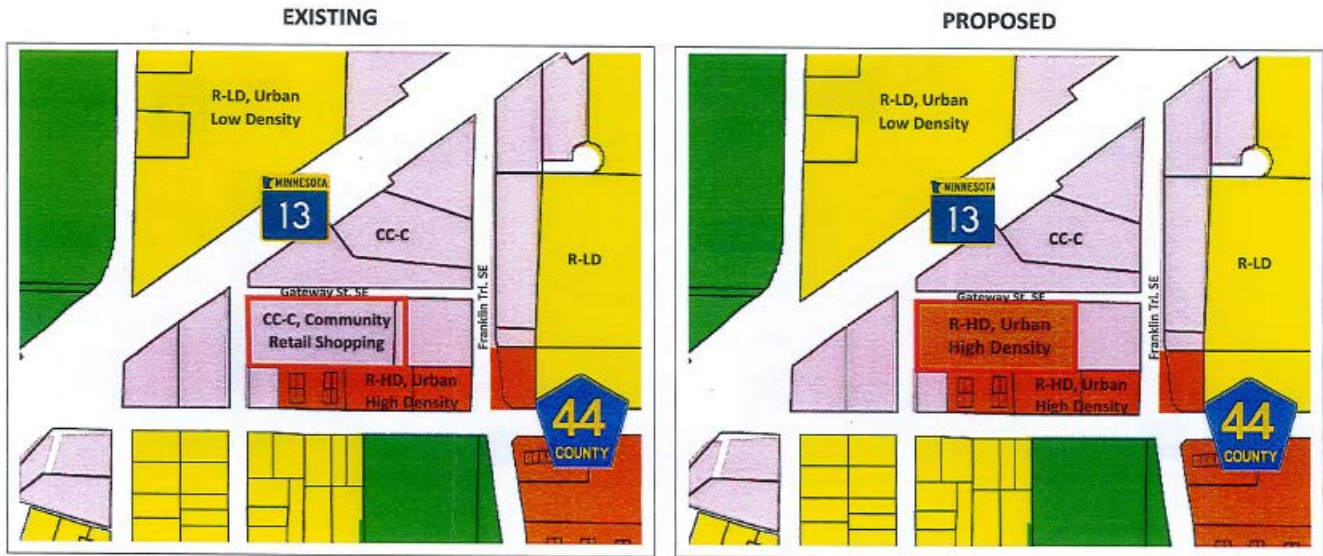 EXISTING
R-LD, Urban
Low Density
MINNESOTA
13
CC-C
R-LD
Gateway St. SE
Franklin Trl. SE
CC-C, Community
Retail Shopping
R-HD, Urban
High Density
44
COUNTY
PROPOSED
R-LD, Urban
Low Density
MINNESOTA
13
CC-C
R-LD
Gateway St. SE
Franklin Trl. SE
R-HD, Urban
High Density
R-HD, Urban
High Density
44
COUNTY